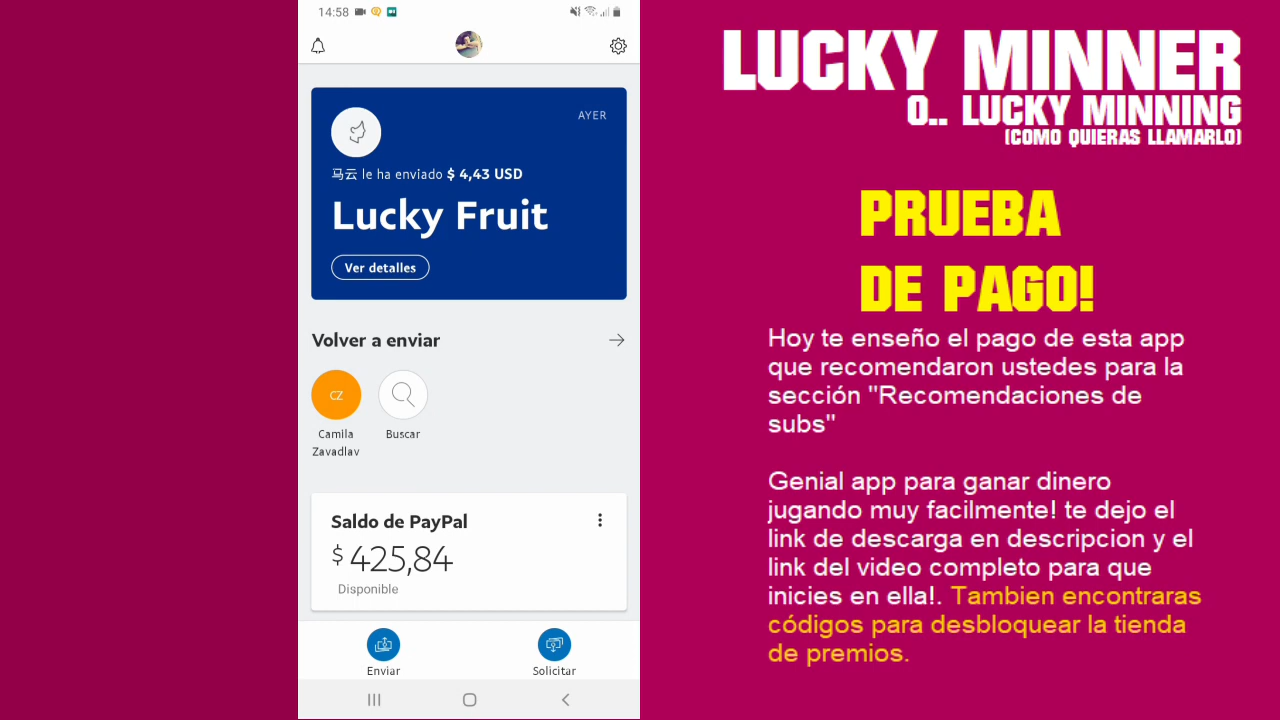 14:58
AYER
马云 le ha enviado $ 4,43 USD
Lucky Fruit
Ver detalles
Volver a enviar
CZ
Camila
Zavadlav
Buscar
Saldo de PayPal
$ 425,84
Disponible
Enviar
Solicitar
LUCKY MINNER
O.. LUCKY MINNING
(COMO QUIERAS LLAMARLO)
PRUEBA
DE PAGO!
Hoy te enseño el pago de esta app
que recomendaron ustedes para la
sección "Recomendaciones de
subs"
Genial app para ganar dinero
jugando muy facilmente! te dejo el
link de descarga en descripcion y el
link del video completo para que
inicies en ella!. Tambien encontraras
códigos para desbloquear la tienda
de premios.